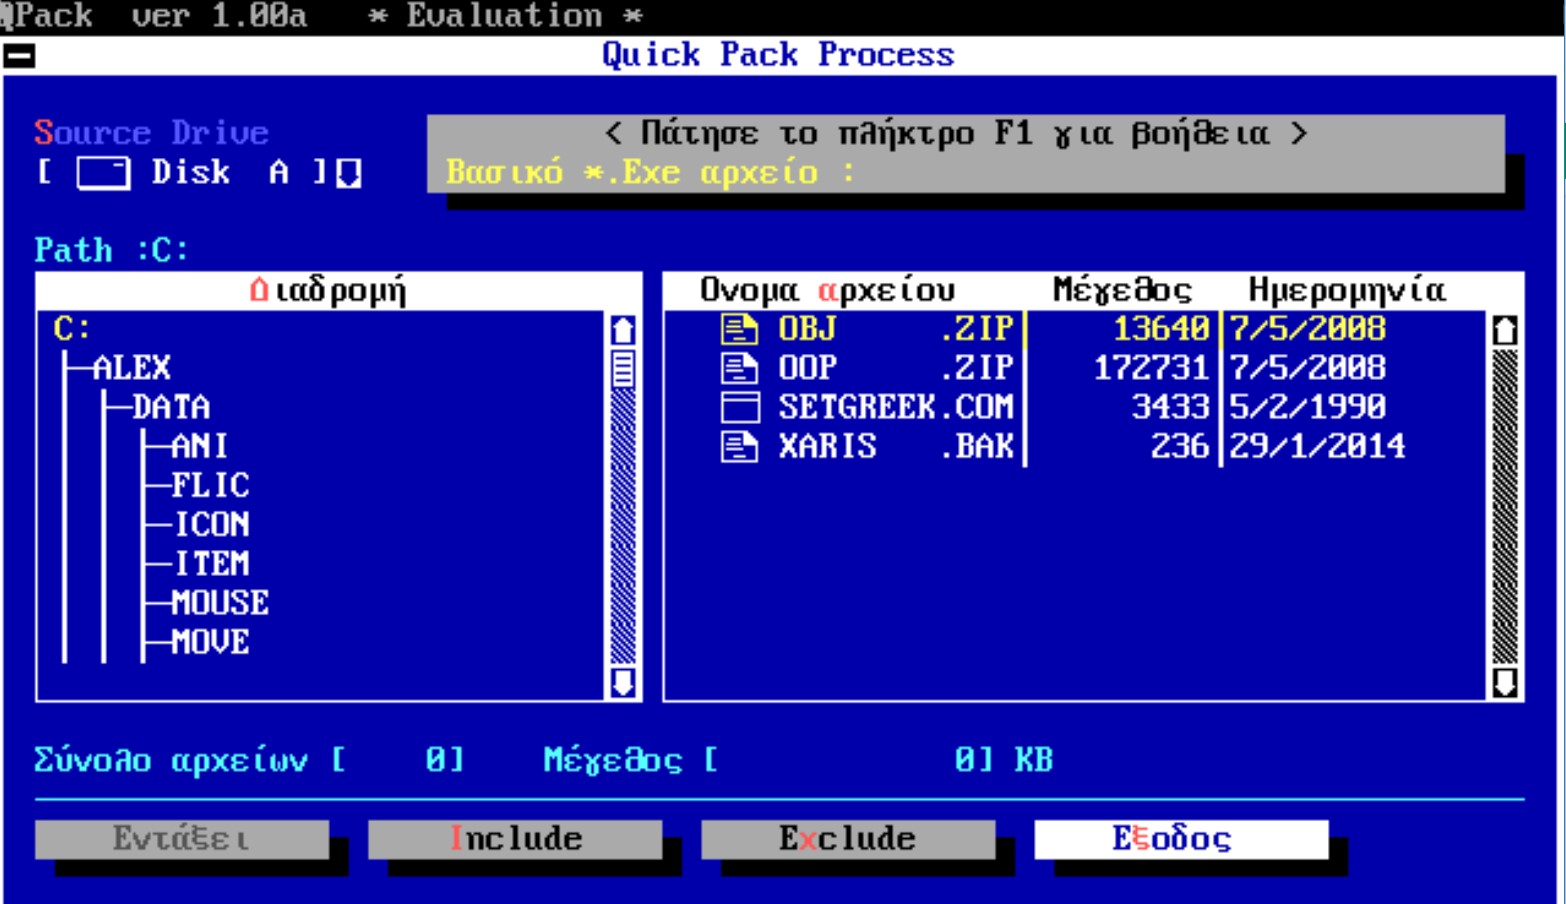 QPack ver 1.00a * Evaluation *
Quick Pack Process
Source Drive
[ Disk A ]
< Πάτησε το πλήκτρο F1 για βοήθεια >
Βασικό *.Exe αρχείο :
Path :C:
Διαδρομή
C:
ALEX
DATA
ANI
FLIC
ICON
ITEM
MOUSE
MOVE
Ονομα αρχείου Μέγεθος Ημερομηνία
OBJ .ZIP 13640 7/5/2008
OOP .ZIP 172731 7/5/2008
SETGREEK.COM 3433 5/2/1990
XARIS .BAK 236 29/1/2014
Σύνολο αρχείων [ 0] Μέγεθος [ 0] KB
Εντάξει Include Exclude Εξοδος